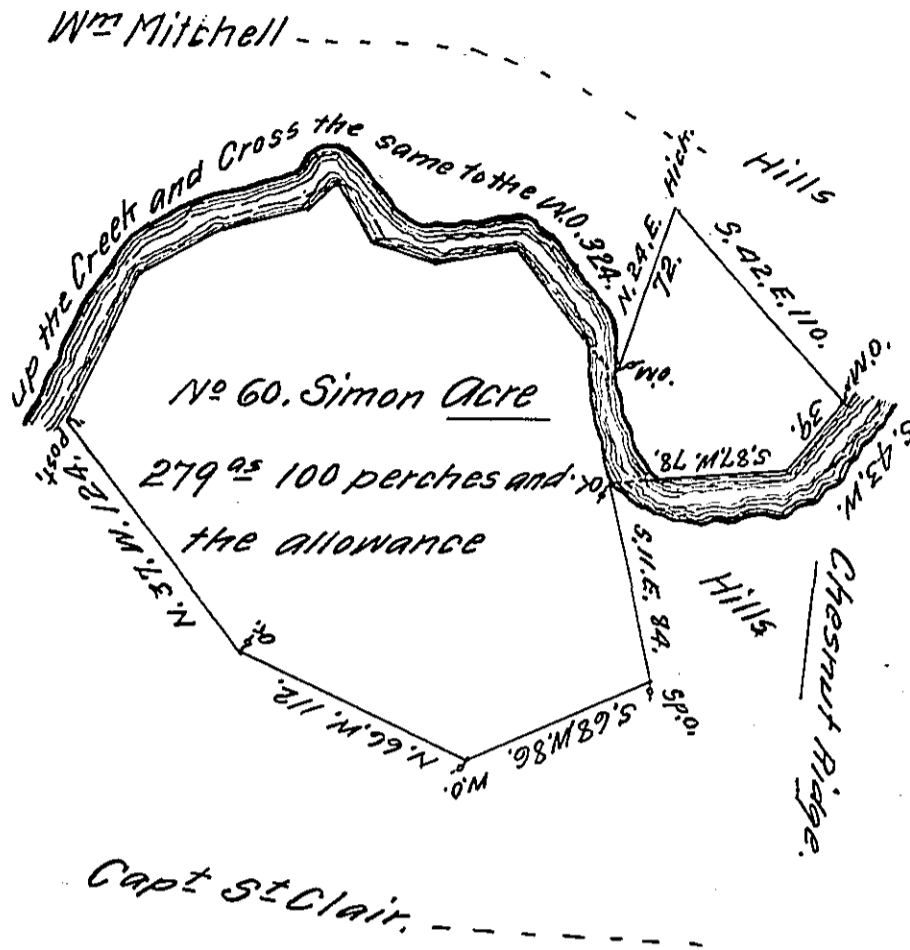 Wm Mitchell
up the Creek and Cross the same to the W.O. 324.
Hick.
Hills
N. 24. E.
72.
S. 42. E. 110.
W.O.
39.
S. 43. W.
S. 87. W. 78.
No 60. Simon Acre
279 as 100 perches and
the allowance
post.
N. 37. W. 124.
N. 66. W. 112.
W.O.
S. 68 W. 86.
Sp. O.
S. 11. E. 84.
Hills
Chesnut Ridge.
Capt St Clair.